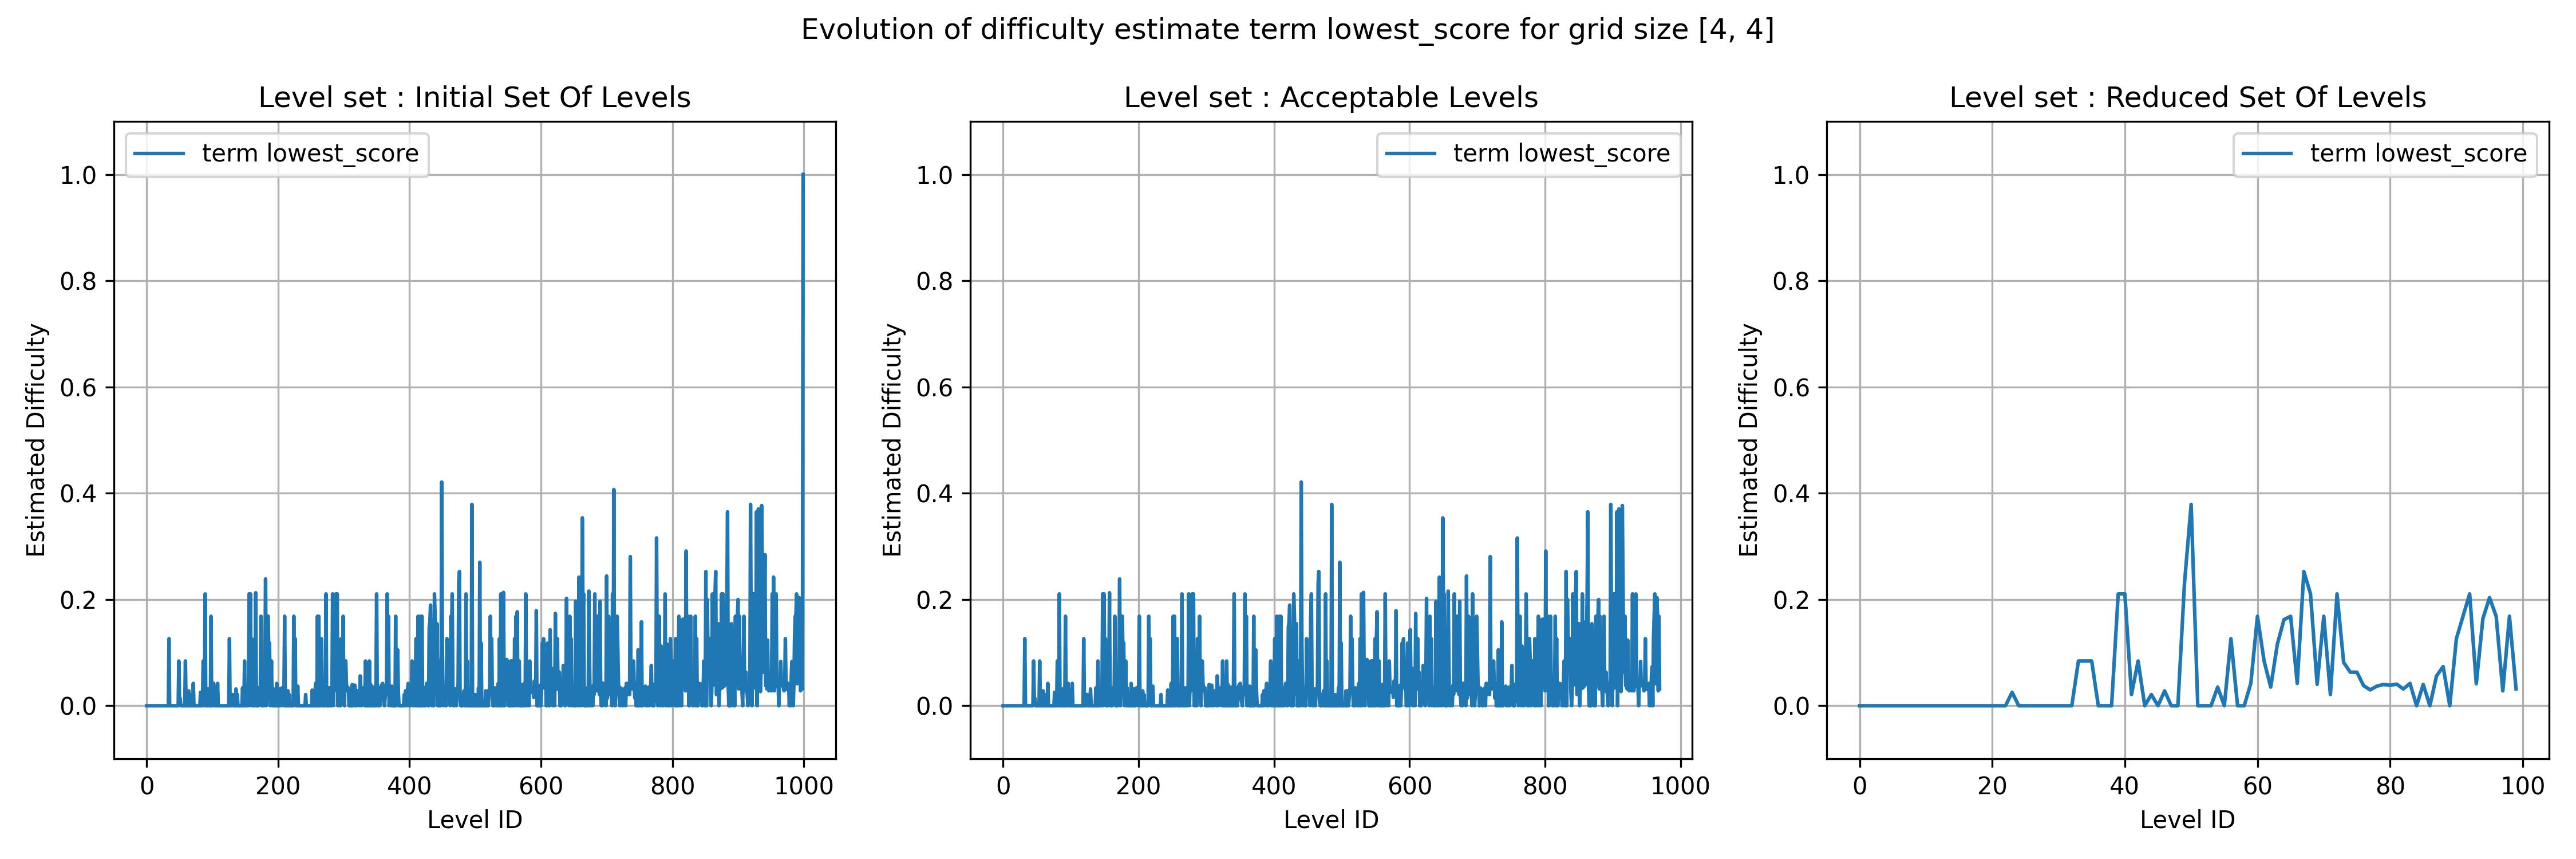 Evolution of difficulty estimate term lowest_score for grid size [4, 4]
Level set : Initial Set Of Levels
term lowest_score
1.0
0.8
0.6
0.4
0.2
0.0
Estimated Difficulty
0 200 400 600 800 1000
Level ID
Level set : Acceptable Levels
term lowest_score
1.0
0.8
0.6
0.4
0.2
0.0
Estimated Difficulty
0 200 400 600 800 1000
Level ID
Level set : Reduced Set Of Levels
term lowest_score
1.0
0.8
0.6
0.4
0.2
0.0
Estimated Difficulty
0 20 40 60 80 100
Level ID